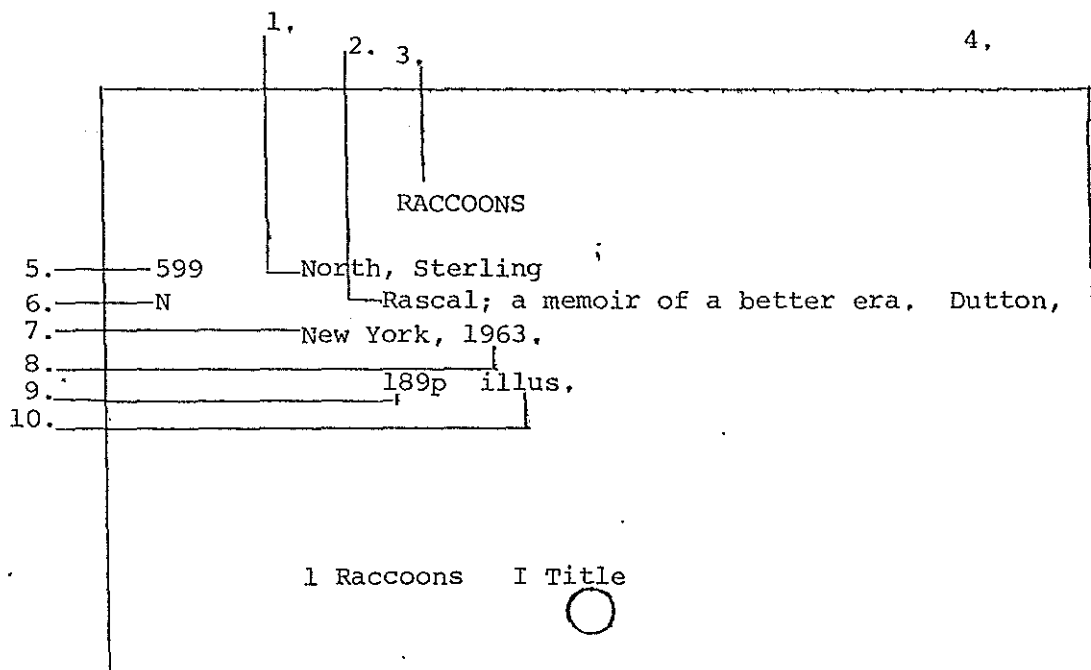 1.
2. 3.
4.
RACCOONS
5. 599 North, Sterling
6. N Rascal; a memoir of a better era. Dutton,
7. New York, 1963.
8.
9. 189p illus.
10.
1 Raccoons I Title